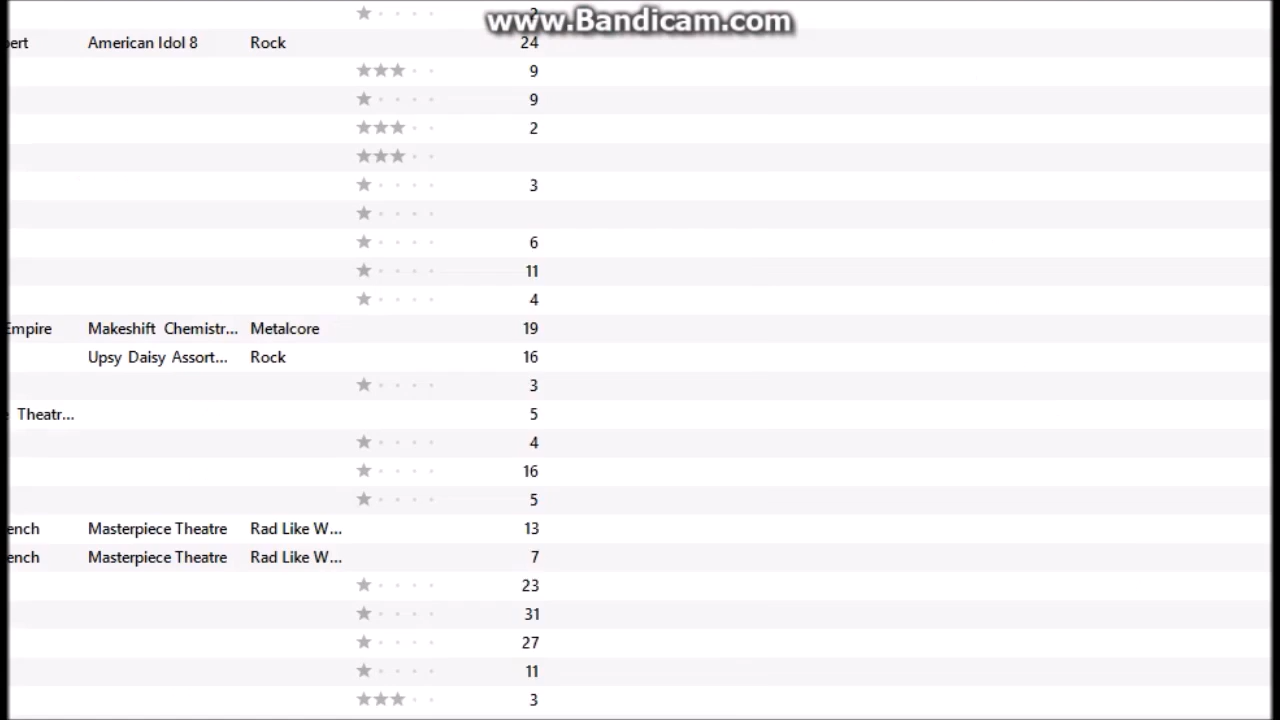 www.Bandicam.com
ert American Idol 8 Rock 24
9
9
2
3
6
11
4
Empire Makeshift Chemistr... Metalcore 19
Upsy Daisy Assort... Rock 16
3
Theatr... 5
4
16
5
ench Masterpiece Theatre Rad Like W... 13
ench Masterpiece Theatre Rad Like W... 7
23
31
27
11
3